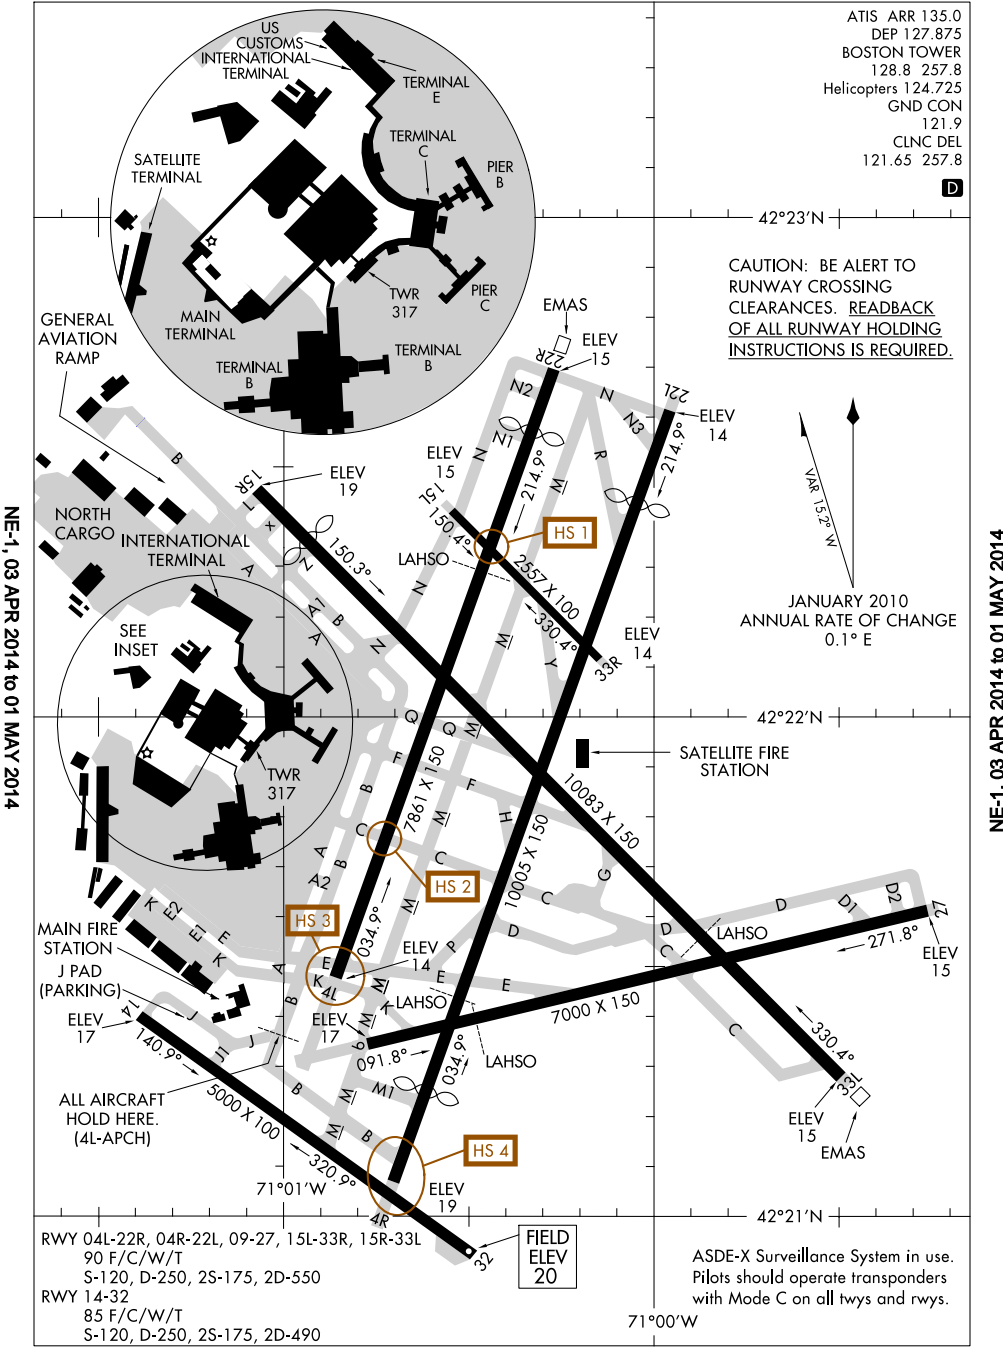 ATIS ARR 135.0
DEP 127.875
BOSTON TOWER
128.8 257.8
Helicopters 124.725
GND CON
121.9
CLNC DEL
121.65 257.8
D
US
CUSTOMS
INTERNATIONAL
TERMINAL
TERMINAL
E
TERMINAL
C
PIER
B
SATELLITE
TERMINAL
PIER
C
TWR
317
MAIN
TERMINAL
TERMINAL
B
TERMINAL
B
42°23'N
CAUTION: BE ALERT TO
RUNWAY CROSSING
CLEARANCES. READBACK
OF ALL RUNWAY HOLDING
INSTRUCTIONS IS REQUIRED.
GENERAL
AVIATION
RAMP
EMAS
ELEV
15
22R
22L
ELEV
14
N2
N
N3
N1
N
R
M
214.9°
214.9°
B
15R
ELEV
19
ELEV
15
15L
150.4°
HS 1
LAHSO
2557 X 100
330.4°
33R
ELEV
14
VAR 15.2° W
JANUARY 2010
ANNUAL RATE OF CHANGE
0.1° E
NORTH
CARGO
INTERNATIONAL
TERMINAL
L
X
N
150.3°
A
A1
B
A
N
N
M
Y
SEE
INSET
TWR
317
42°22'N
Q
Q
M
F
F
B
7861 X 150
M
H
C
C
C
SATELLITE FIRE
STATION
10083 X 150
10005 X 150
G
HS 2
A
B
A2
M
HS 3
034.9°
P
D
D
D
D1
D2
27
C
LAHSO
271.8°
ELEV
15
7000 X 150
K
E2
E1
E
K
MAIN FIRE
STATION
J PAD
(PARKING)
ELEV
17
14
A
B
E
K
4L
ELEV
14
M
M
K
E
E
LAHSO
ELEV
17
9
091.8°
034.9°
LAHSO
C
330.4°
33L
ELEV
15
EMAS
J
J1
J
140.9°
5000 X 100
320.9°
B
M
M
M1
B
ALL AIRCRAFT
HOLD HERE.
(4L-APCH)
HS 4
71°01'W
ELEV
19
4R
32
FIELD
ELEV
20
42°21'N
71°00'W
RWY 04L-22R, 04R-22L, 09-27, 15L-33R, 15R-33L
90 F/C/W/T
S-120, D-250, 2S-175, 2D-550
RWY 14-32
85 F/C/W/T
S-120, D-250, 2S-175, 2D-490
ASDE-X Surveillance System in use.
Pilots should operate transponders
with Mode C on all twys and rwys.
NE-1, 03 APR 2014 to 01 MAY 2014
NE-1, 03 APR 2014 to 01 MAY 2014